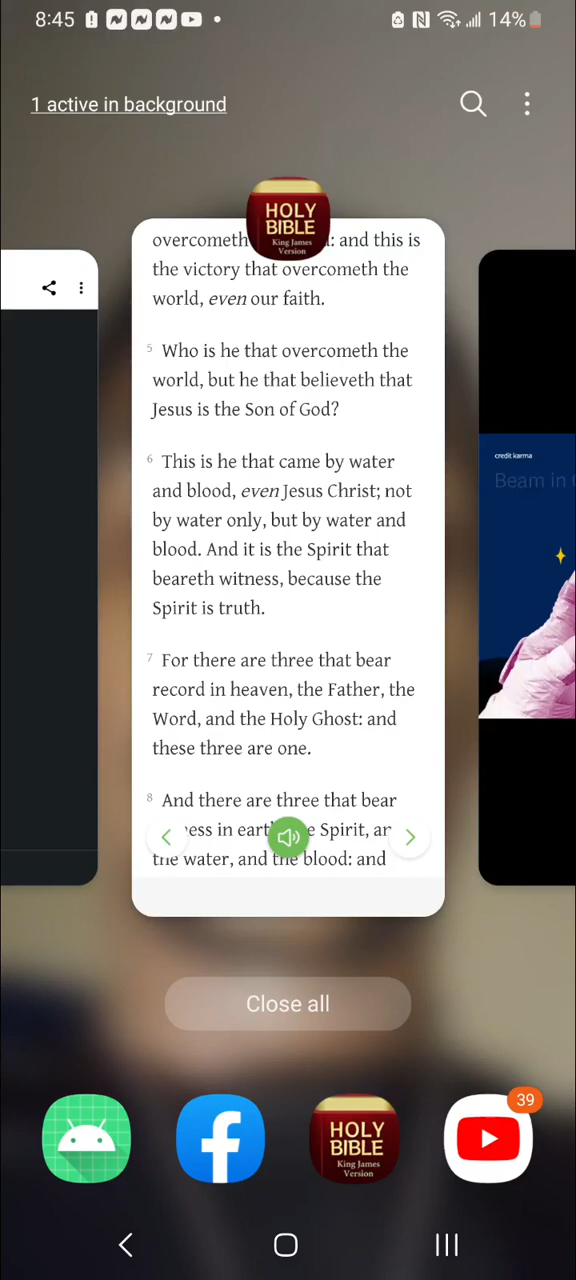 8:45
14%
1 active in background
HOLY
BIBLE
King James
Version
overcometh : and this is
the victory that overcometh the
world, even our faith.
5 Who is he that overcometh the
world, but he that believeth that
Jesus is the Son of God?
6 This is he that came by water
and blood, even Jesus Christ; not
by water only, but by water and
blood. And it is the Spirit that
beareth witness, because the
Spirit is truth.
7 For there are three that bear
record in heaven, the Father, the
Word, and the Holy Ghost: and
these three are one.
8 And there are three that bear
ness in eart e Spirit, an
the water, and the blood: and
credit karma
Beam in
Close all
HOLY
BIBLE
King James
Version
39